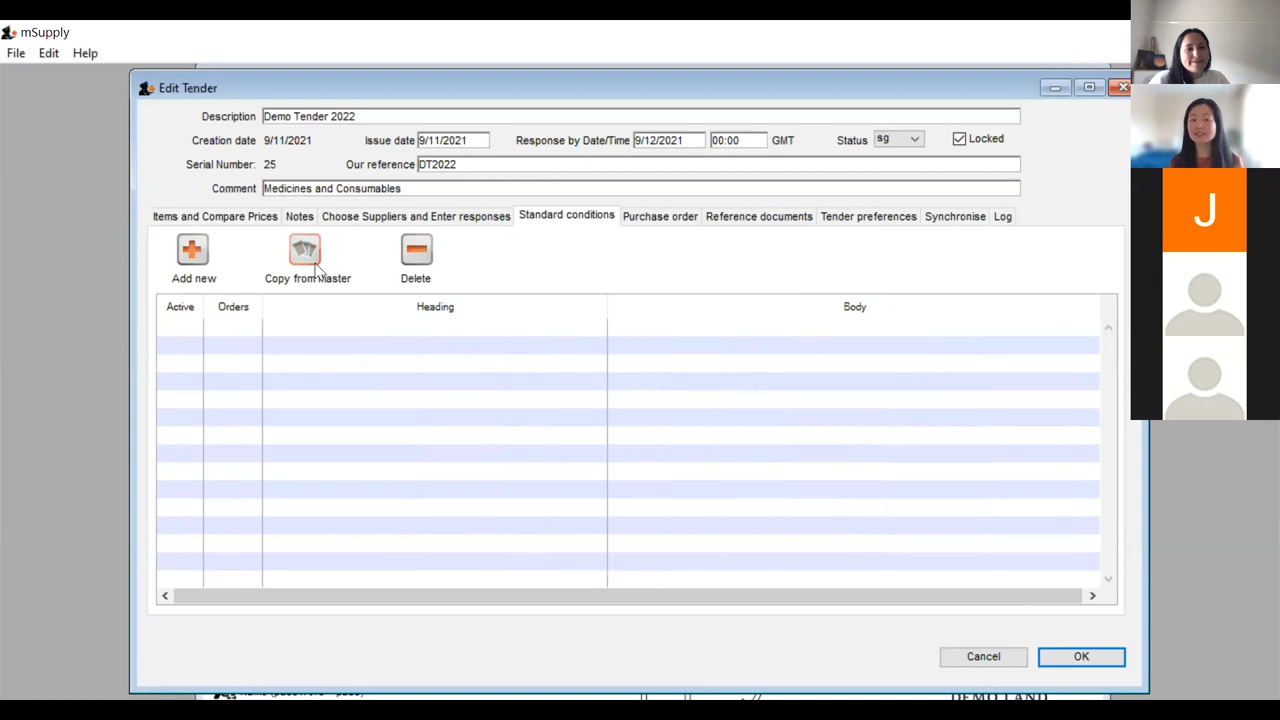 mSupply
File Edit Help
Edit Tender
Description Demo Tender 2022
Creation date 9/11/2021 Issue date 9/11/2021 Response by Date/Time 9/12/2021 00:00 GMT Status sg Locked
Serial Number: 25 Our reference DT2022
Comment Medicines and Consumables
Items and Compare Prices Notes Choose Suppliers and Enter responses Standard conditions Purchase order Reference documents Tender preferences Synchronise Log
Add new Copy from master Delete
Active Orders Heading Body
J
Cancel OK
DEMO LAND